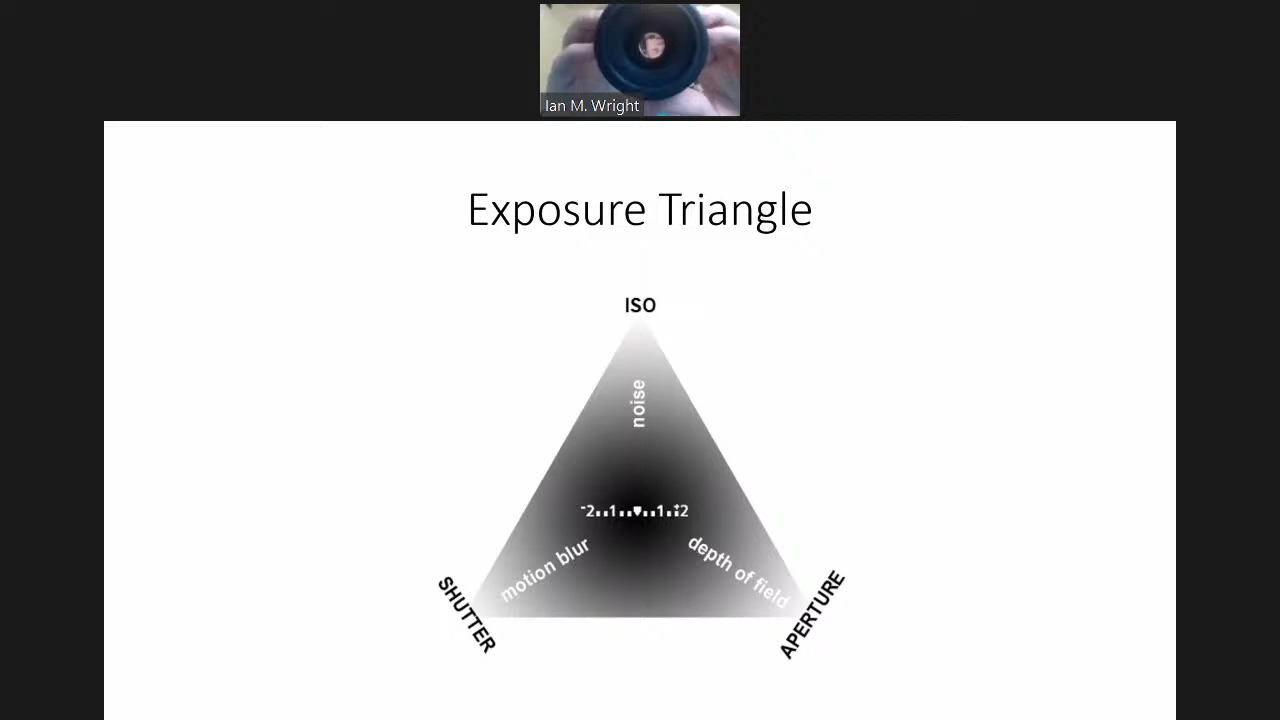 Ian M. Wright
Exposure Triangle
ISO
noise
-2..1..▾..1..+2
motion blur
depth of field
SHUTTER
APERTURE